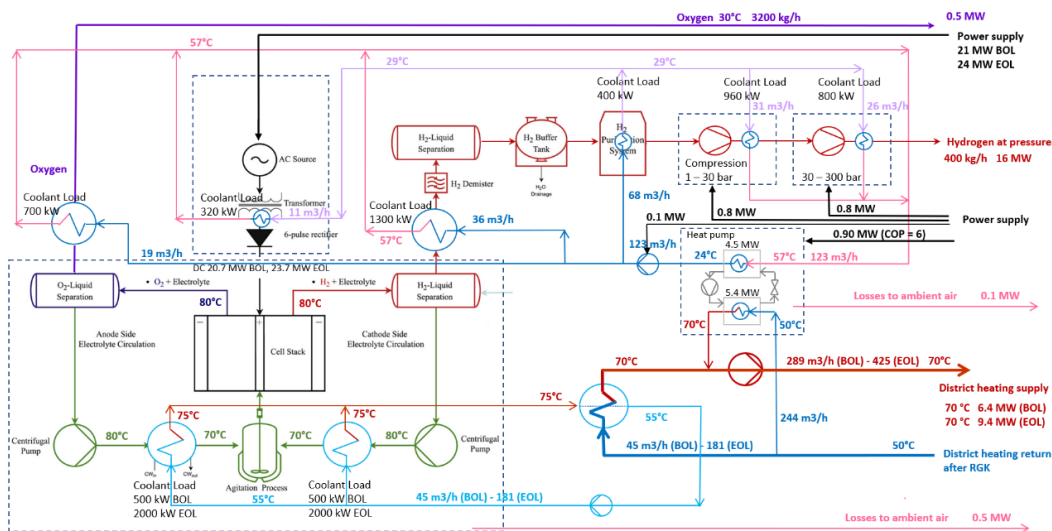 Oxygen 30°C 3200 kg/h
0.5 MW
Power supply
21 MW BOL
24 MW EOL
57°C
29°C
29°C
Coolant Load
400 kW
Coolant Load
960 kW
Coolant Load
800 kW
31 m3/h
26 m3/h
H₂-Liquid
Separation
H₂ Buffer
Tank
H₂O
Drainage
H₂
System
Hydrogen at pressure
400 kg/h 16 MW
Compression
1 – 30 bar
30 – 300 bar
Oxygen
AC Source
H₂ Demister
Coolant Load
700 kW
Coolant Load
320 kW
Transformer
11 m3/h
6-pulse rectifier
Coolant Load
1300 kW
57°C
36 m3/h
68 m3/h
0.8 MW
0.8 MW
Power supply
0.1 MW
123 m3/h
Heat pump
0.90 MW (COP = 6)
19 m3/h
24°C
4.5 MW
57°C
123 m3/h
DC 20.7 MW BOL, 23.7 MW EOL
O₂-Liquid
Separation
• O₂ + Electrolyte
80°C
• H₂ + Electrolyte
80°C
H₂-Liquid
Separation
5.4 MW
Losses to ambient air 0.1 MW
70°C
50°C
Anode Side
Electrolyte Circulation
Cathode Side
Electrolyte Circulation
Cell Stack
70°C
289 m3/h (BOL) - 425 (EOL) 70°C
75°C
75°C
75°C
55°C
District heating supply
70 °C 6.4 MW (BOL)
70 °C 9.4 MW (EOL)
244 m3/h
Centrifugal
Pump
80°C
70°C
70°C
80°C
Centrifugal
Pump
45 m3/h (BOL) - 181 (EOL)
50°C
District heating return
after RGK
CWin
CWout
Agitation Process
Coolant Load
500 kW BOL
2000 kW EOL
55°C
Coolant Load
500 kW BOL
2000 kW EOL
45 m3/h (BOL) - 181 (EOL)
Losses to ambient air 0.5 MW